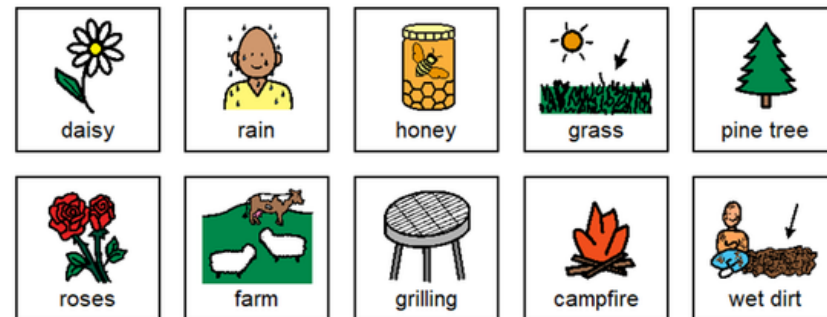 daisy
rain
honey
grass
pine tree
roses
farm
grilling
campfire
wet dirt